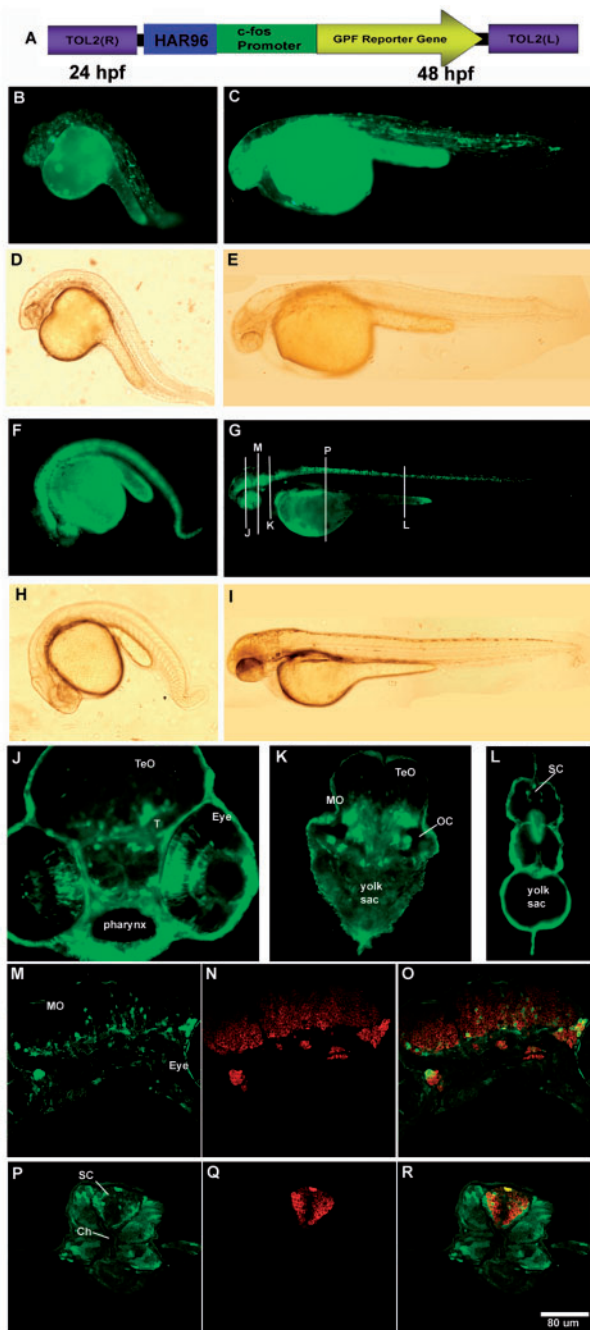 A TOL2(R) HAR96 c-fos Promoter GPF Reporter Gene TOL2(L)
24 hpf 48 hpf
B C
D E
F G
M P
J K L
H I
J TeO T Eye pharynx
K TeO MO OC yolk sac
L SC yolk sac
M MO Eye
N
O
P SC Ch
Q
R
80 um